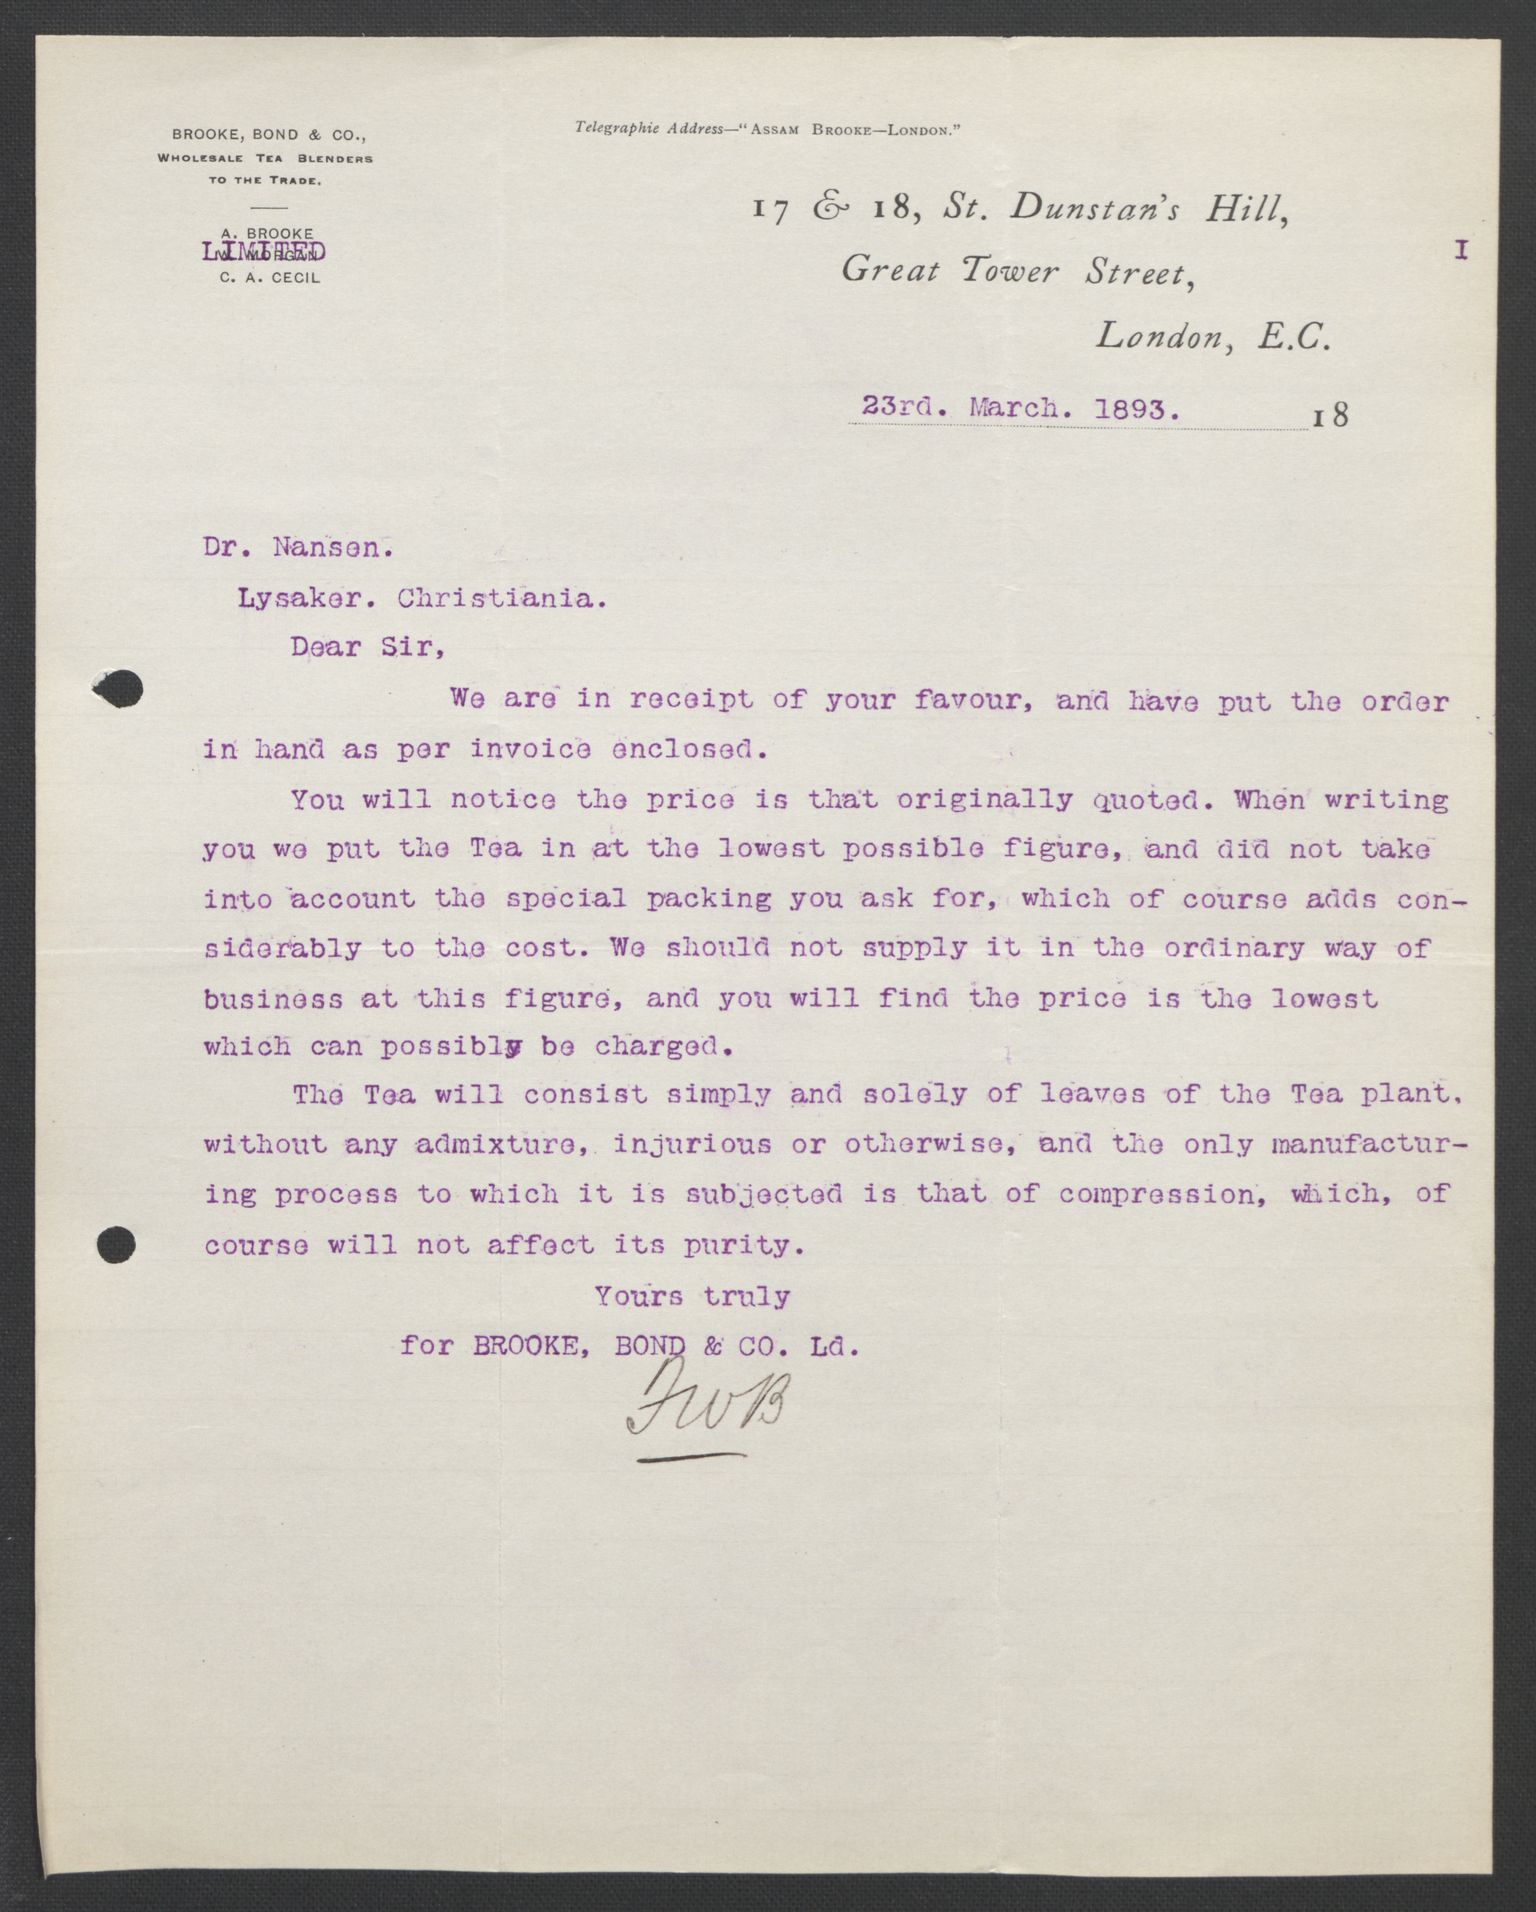 BROOKE, BOND & CO.,
WHOLESALE TEA BLENDERS
TO THE TRADE.
A. BROOKE
LIMITED
W. MORGAN
C. A. CECIL
Telegraphie Address—"ASSAM BROOKE—LONDON."
17 & 18, St. Dunstan's Hill,
I
Great Tower Street,
London, E.C.
23rd. March. 1893. 18
Dr. Nansen.
Lysaker. Christiania.
Dear Sir,
We are in receipt of your favour, and have put the order
in hand as per invoice enclosed.
You will notice the price is that originally quoted. When writing
you we put the Tea in at the lowest possible figure, and did not take
into account the special packing you ask for, which of course adds con-
siderably to the cost. We should not supply it in the ordinary way of
business at this figure, and you will find the price is the lowest
which can possibly be charged.
The Tea will consist simply and solely of leaves of the Tea plant.
without any admixture, injurious or otherwise, and the only manufactur-
ing process to which it is subjected is that of compression, which, of
course will not affect its purity.
Yours truly
for BROOKE, BOND & CO. Ld.
FWB